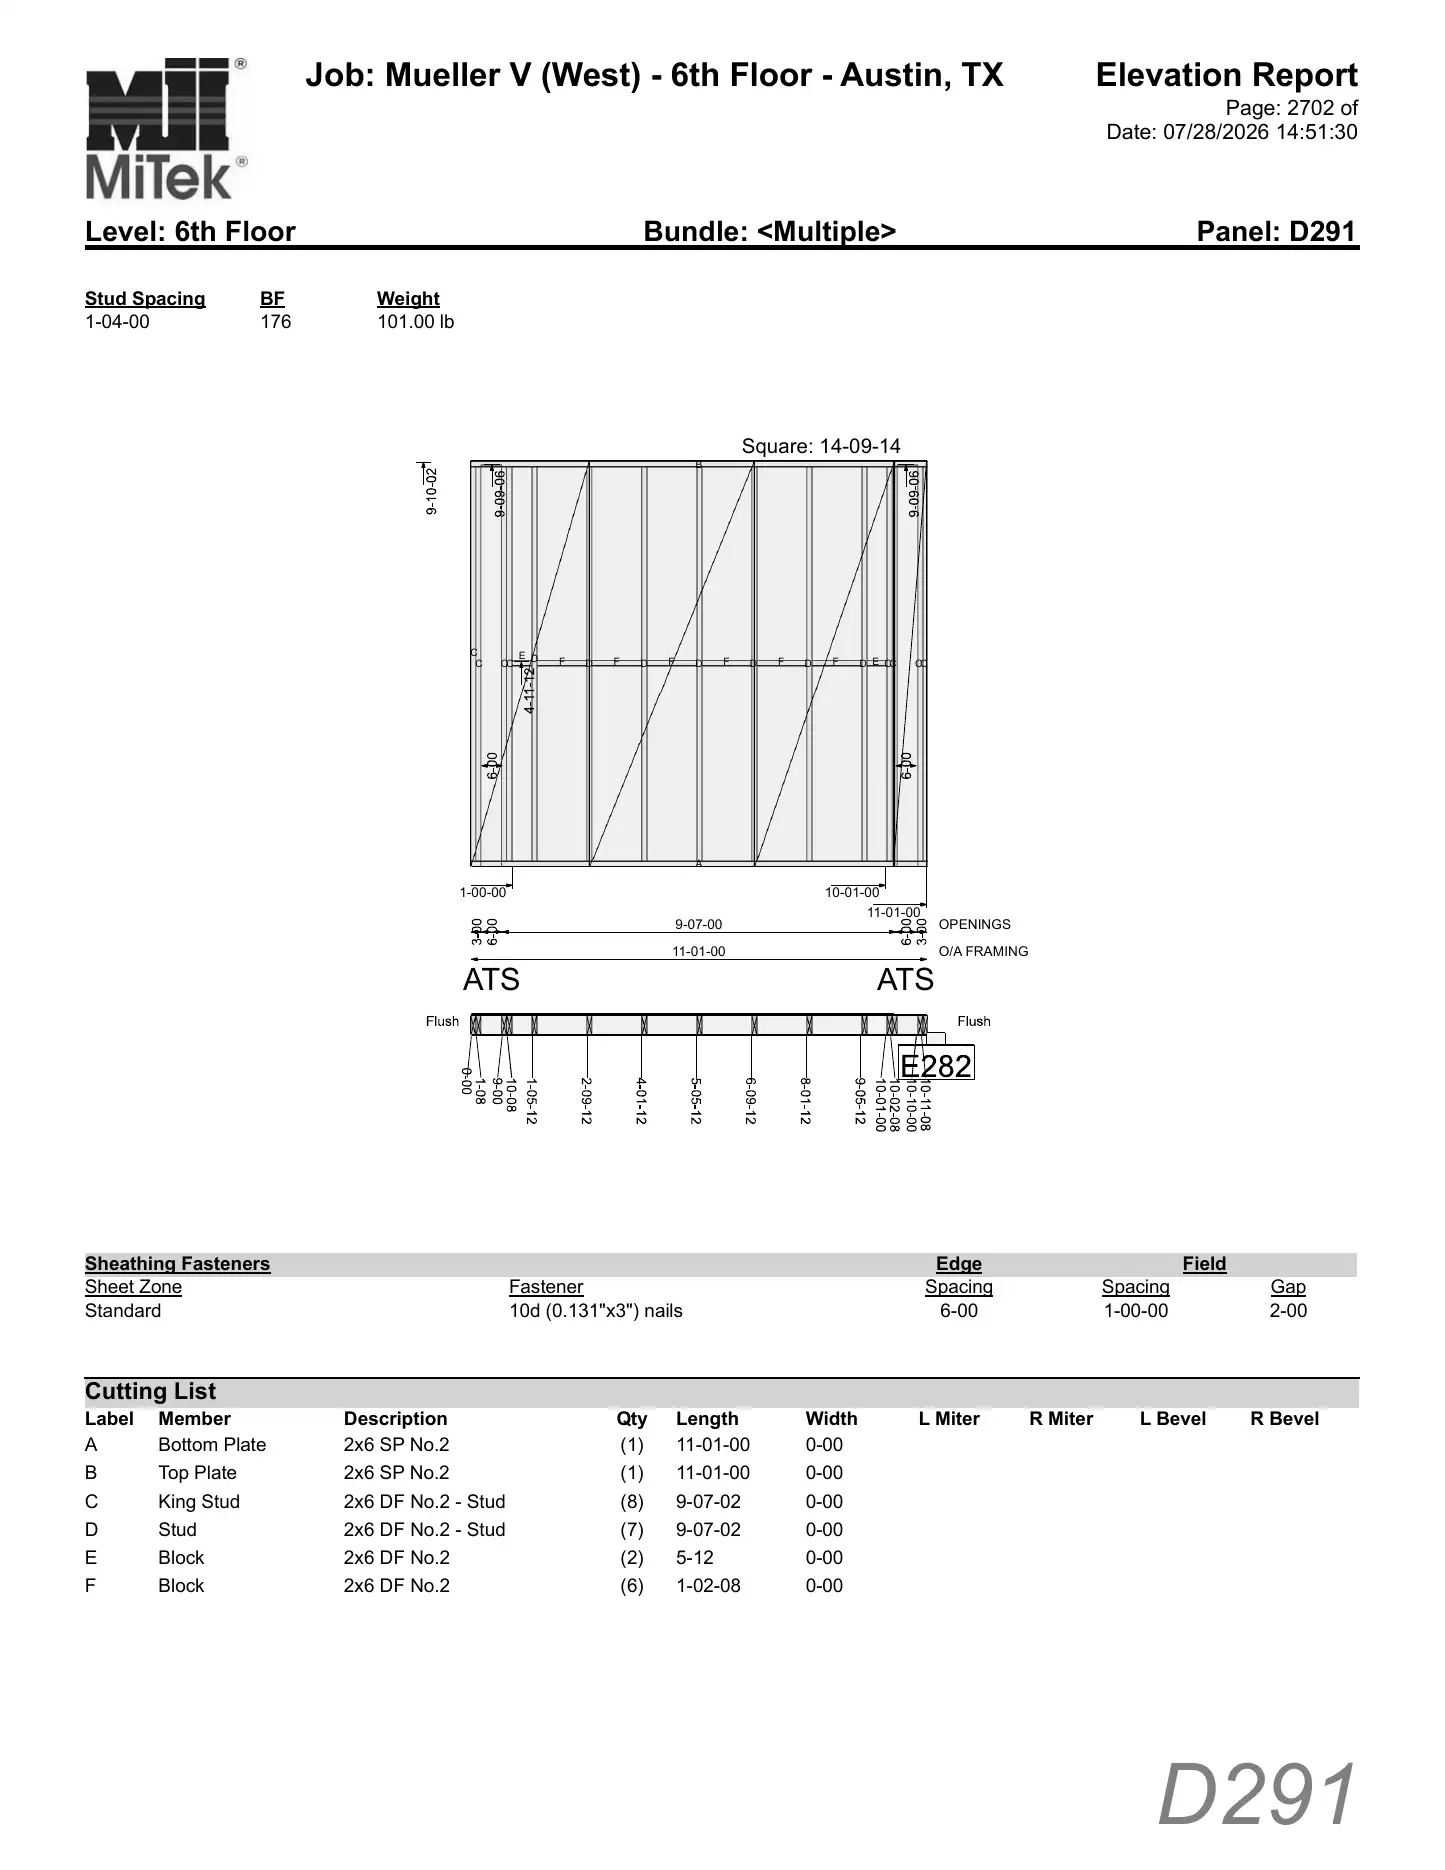 Job: Mueller V (West) - 6th Floor - Austin, TX
Elevation Report
Page: 2702 of
Date: 07/28/2026 14:51:30
MiTek®
Level: 6th Floor Bundle: <Multiple> Panel: D291
Stud Spacing BF Weight
1-04-00 176 101.00 lb
Square: 14-09-14
B
9-10-02
9-09-06
9-09-06
C
C E D F F F F F F E
D D D D D D
4-11-12
6-00
6-00
A
1-00-00 10-01-00
11-01-00
3-00 6-00 9-07-00 6-00 3-00 OPENINGS
11-01-00 O/A FRAMING
ATS ATS
Flush Flush
E282
0-00 1-08 9-00 10-08 1-05-12 2-09-12 4-01-12 5-05-12 6-09-12 8-01-12 9-05-12 10-01-00 10-02-08 10-10-00 10-11-08
Sheathing Fasteners Edge Field
Sheet Zone Fastener Spacing Spacing Gap
Standard 10d (0.131"x3") nails 6-00 1-00-00 2-00
Cutting List
Label Member Description Qty Length Width L Miter R Miter L Bevel R Bevel
A Bottom Plate 2x6 SP No.2 (1) 11-01-00 0-00
B Top Plate 2x6 SP No.2 (1) 11-01-00 0-00
C King Stud 2x6 DF No.2 - Stud (8) 9-07-02 0-00
D Stud 2x6 DF No.2 - Stud (7) 9-07-02 0-00
E Block 2x6 DF No.2 (2) 5-12 0-00
F Block 2x6 DF No.2 (6) 1-02-08 0-00
D291